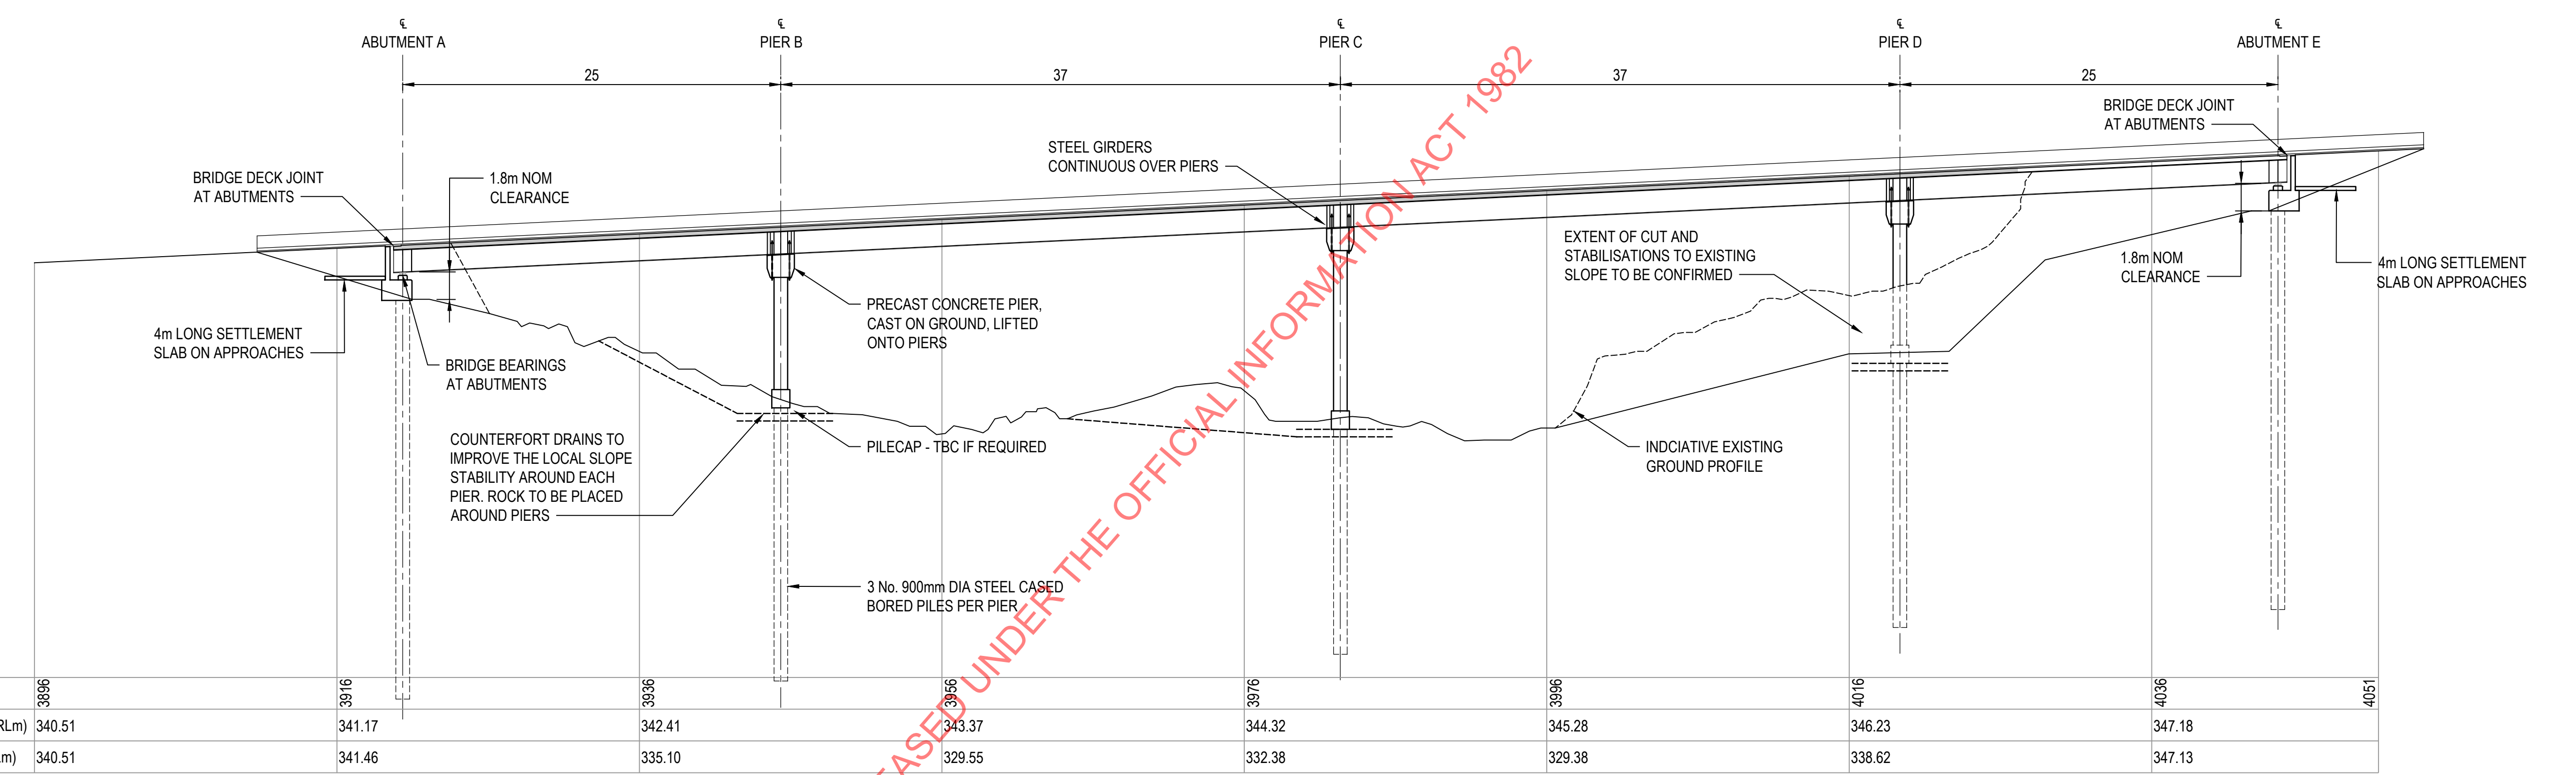 ℄ ℄ ℄ ℄ ℄
ABUTMENT A PIER B PIER C PIER D ABUTMENT E
25 37 37 25
BRIDGE DECK JOINT
AT ABUTMENTS
1.8m NOM
CLEARANCE
STEEL GIRDERS
CONTINUOUS OVER PIERS
BRIDGE DECK JOINT
AT ABUTMENTS
4m LONG SETTLEMENT
SLAB ON APPROACHES
BRIDGE BEARINGS
AT ABUTMENTS
PRECAST CONCRETE PIER,
CAST ON GROUND, LIFTED
ONTO PIERS
EXTENT OF CUT AND
STABILISATIONS TO EXISTING
SLOPE TO BE CONFIRMED
1.8m NOM
CLEARANCE
4m LONG SETTLEMENT
SLAB ON APPROACHES
COUNTERFORT DRAINS TO
IMPROVE THE LOCAL SLOPE
STABILITY AROUND EACH
PIER. ROCK TO BE PLACED
AROUND PIERS
PILECAP - TBC IF REQUIRED
INDCIATIVE EXISTING
GROUND PROFILE
3 No. 900mm DIA STEEL CASED
BORED PILES PER PIER
EASED UNDER THE OFFICIAL INFORMATION ACT 1982
3896 3916 3936 3956 3976 3996 4016 4036 4051
RLm) 340.51 341.17 342.41 343.37 344.32 345.28 346.23 347.18
m) 340.51 341.46 335.10 329.55 332.38 329.38 338.62 347.13